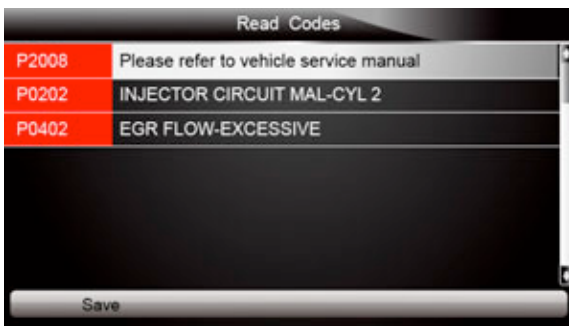 Read Codes
P2008 Please refer to vehicle service manual
P0202 INJECTOR CIRCUIT MAL-CYL 2
P0402 EGR FLOW-EXCESSIVE
Save